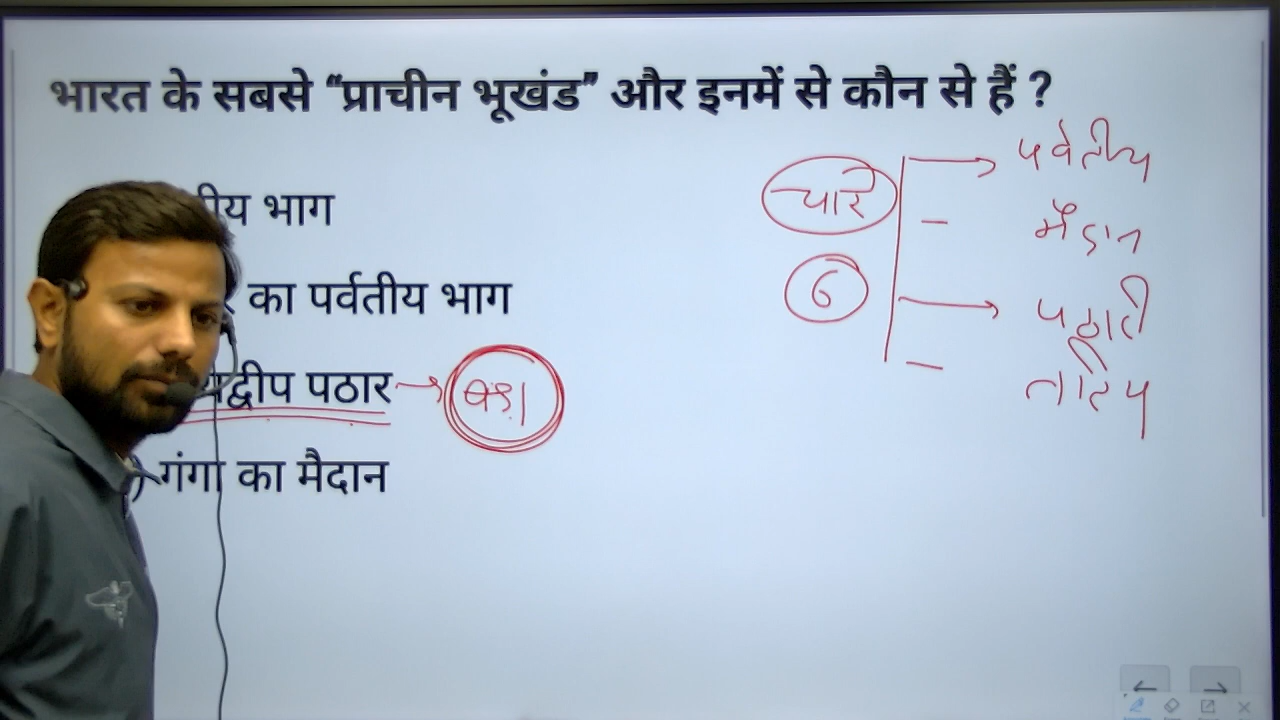 भारत के सबसे “प्राचीन भूखंड” और इनमें से कौन से हैं ?
भाग
का पर्वतीय भाग
पठार
गंगा का मैदान
चार
6
पर्वतीय
मैदान
पठारी
तटिय